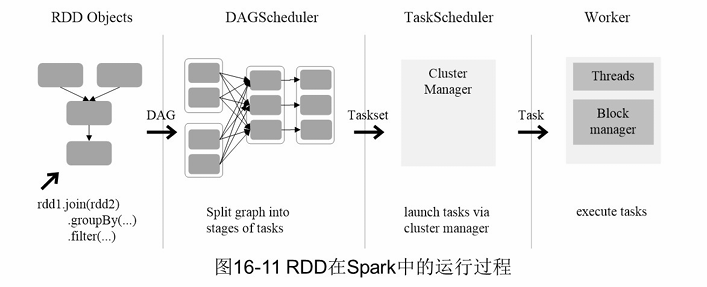 RDD Objects
DAGScheduler
TaskScheduler
Worker
Cluster
Manager
Threads
Block
manager
DAG
Taskset
Task
rdd1.join(rdd2)
.groupBy(...)
.filter(...)
Split graph into
stages of tasks
launch tasks via
cluster manager
execute tasks
图16-11 RDD在Spark中的运行过程